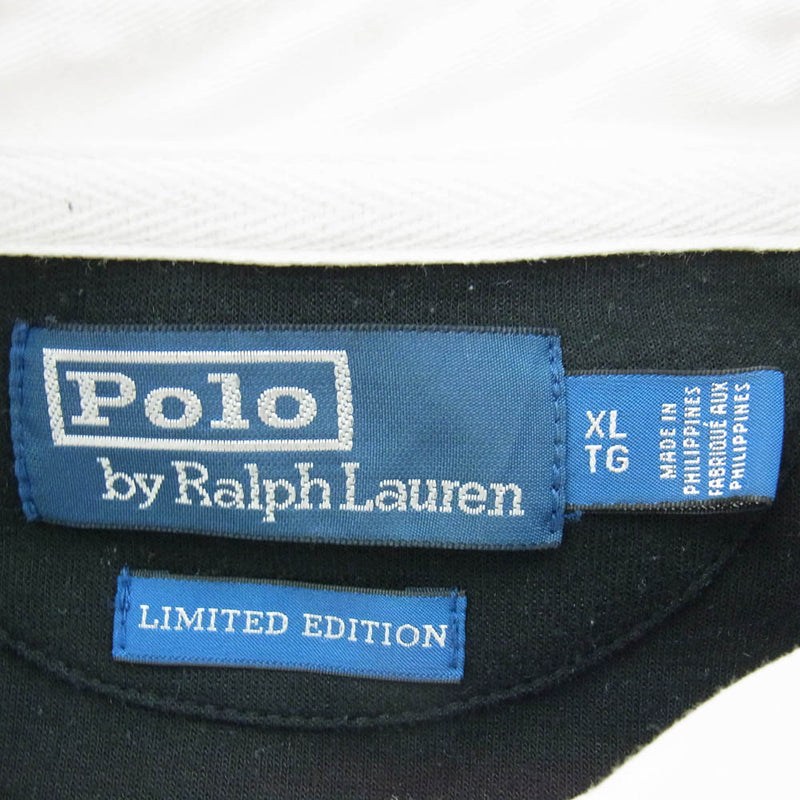 Polo
by Ralph Lauren
XL
TG
MADE IN
PHILIPPINES
FABRIQUÉ AUX
PHILIPPINES
LIMITED EDITION